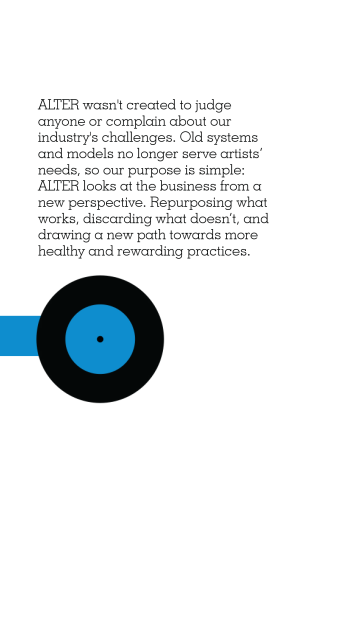 ALTER wasn't created to judge
anyone or complain about our
industry's challenges. Old systems
and models no longer serve artists’
needs, so our purpose is simple:
ALTER looks at the business from a
new perspective. Repurposing what
works, discarding what doesn’t, and
drawing a new path towards more
healthy and rewarding practices.